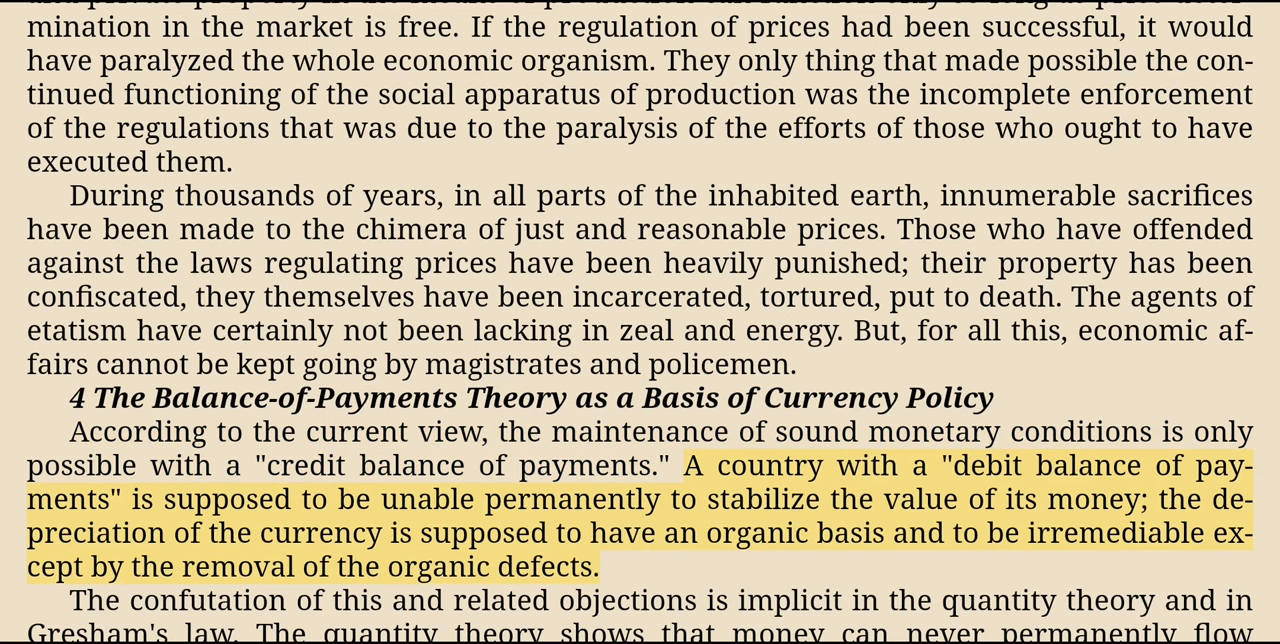 mination in the market is free. If the regulation of prices had been successful, it would
have paralyzed the whole economic organism. They only thing that made possible the con-
tinued functioning of the social apparatus of production was the incomplete enforcement
of the regulations that was due to the paralysis of the efforts of those who ought to have
executed them.
During thousands of years, in all parts of the inhabited earth, innumerable sacrifices
have been made to the chimera of just and reasonable prices. Those who have offended
against the laws regulating prices have been heavily punished; their property has been
confiscated, they themselves have been incarcerated, tortured, put to death. The agents of
etatism have certainly not been lacking in zeal and energy. But, for all this, economic af-
fairs cannot be kept going by magistrates and policemen.
4 The Balance-of-Payments Theory as a Basis of Currency Policy
According to the current view, the maintenance of sound monetary conditions is only
possible with a "credit balance of payments." A country with a "debit balance of pay-
ments" is supposed to be unable permanently to stabilize the value of its money; the de-
preciation of the currency is supposed to have an organic basis and to be irremediable ex-
cept by the removal of the organic defects.
The confutation of this and related objections is implicit in the quantity theory and in
Gresham's law. The quantity theory shows that money can never permanently flow